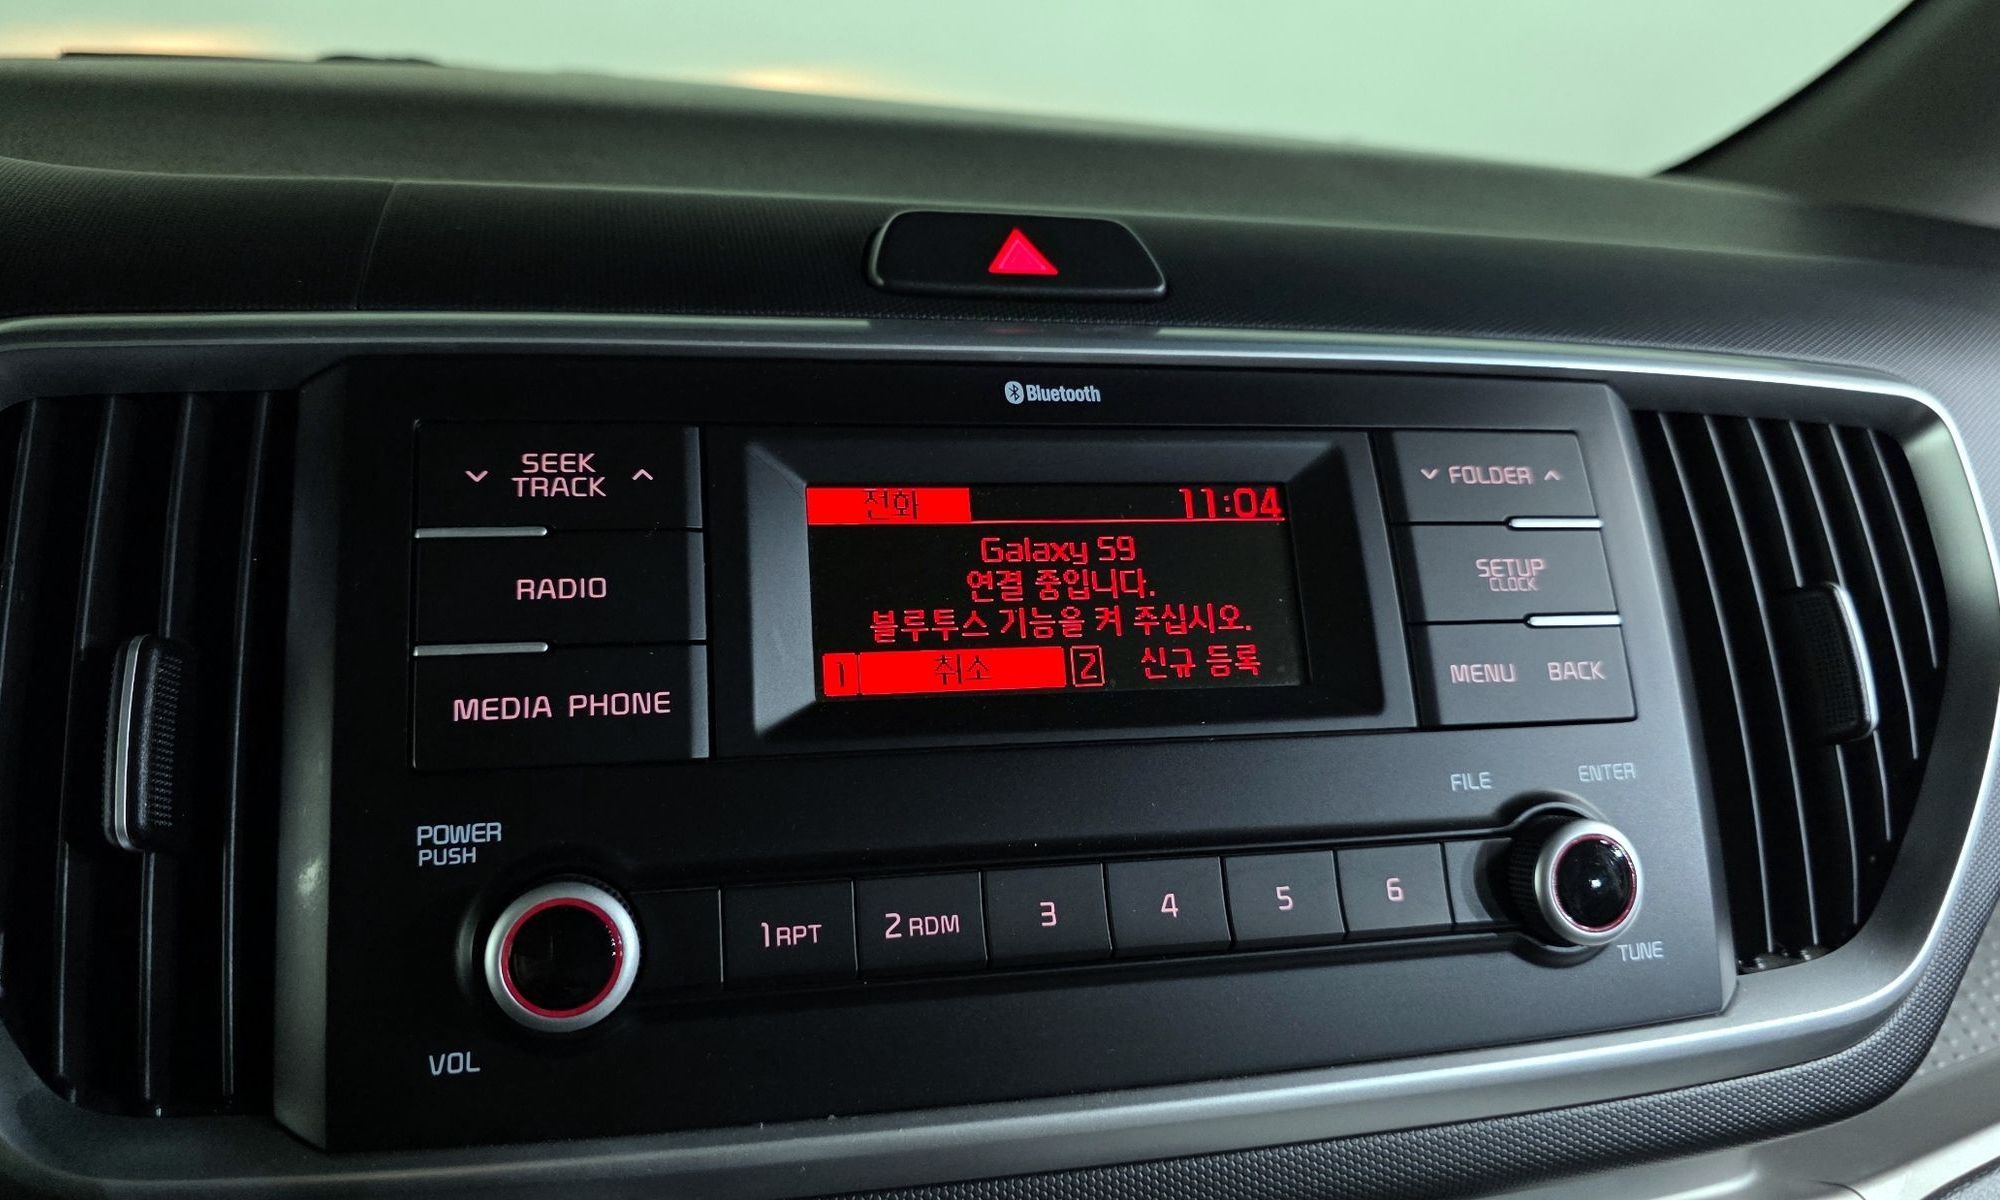 Bluetooth
SEEK
TRACK
RADIO
MEDIA PHONE
전화 11:04
Galaxy S9
연결 중입니다.
블루투스 기능을 켜 주십시오.
1 취소 2 신규 등록
FOLDER
SETUP
CLOCK
MENU BACK
FILE ENTER
POWER
PUSH
1 RPT 2 RDM 3 4 5 6
TUNE
VOL